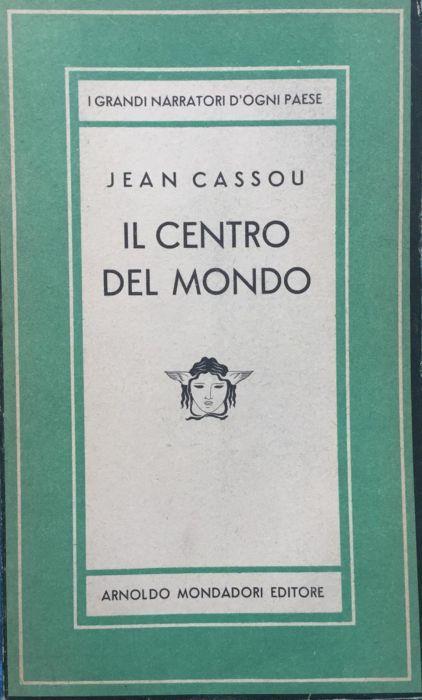 I GRANDI NARRATORI D'OGNI PAESE
JEAN CASSOU
IL CENTRO
DEL MONDO
ARNOLDO MONDADORI EDITORE